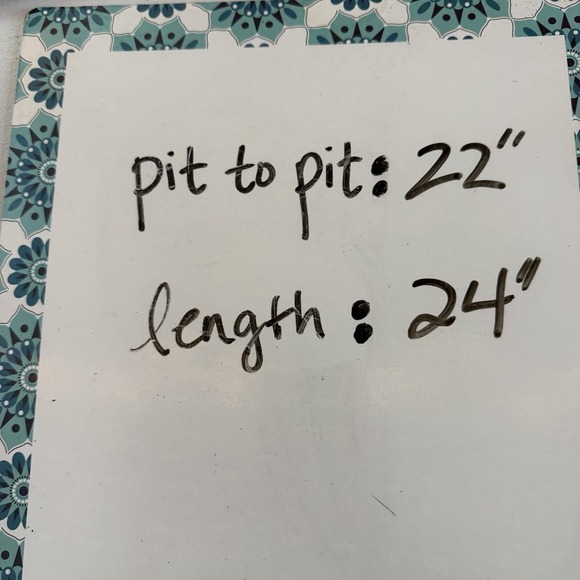 pit to pit: 22"
length: 24"